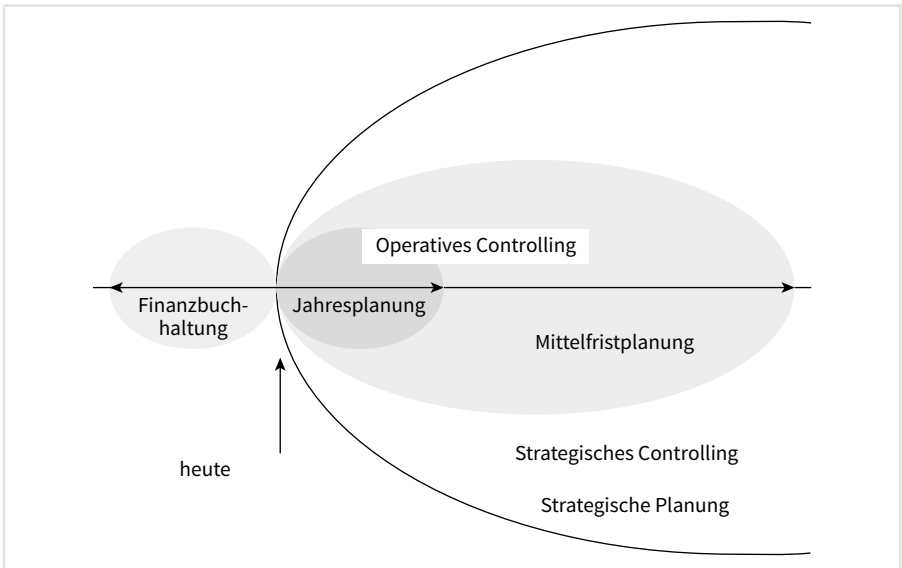 Operatives Controlling
Finanzbuch-
haltung
Jahresplanung
Mittelfristplanung
heute
Strategisches Controlling
Strategische Planung